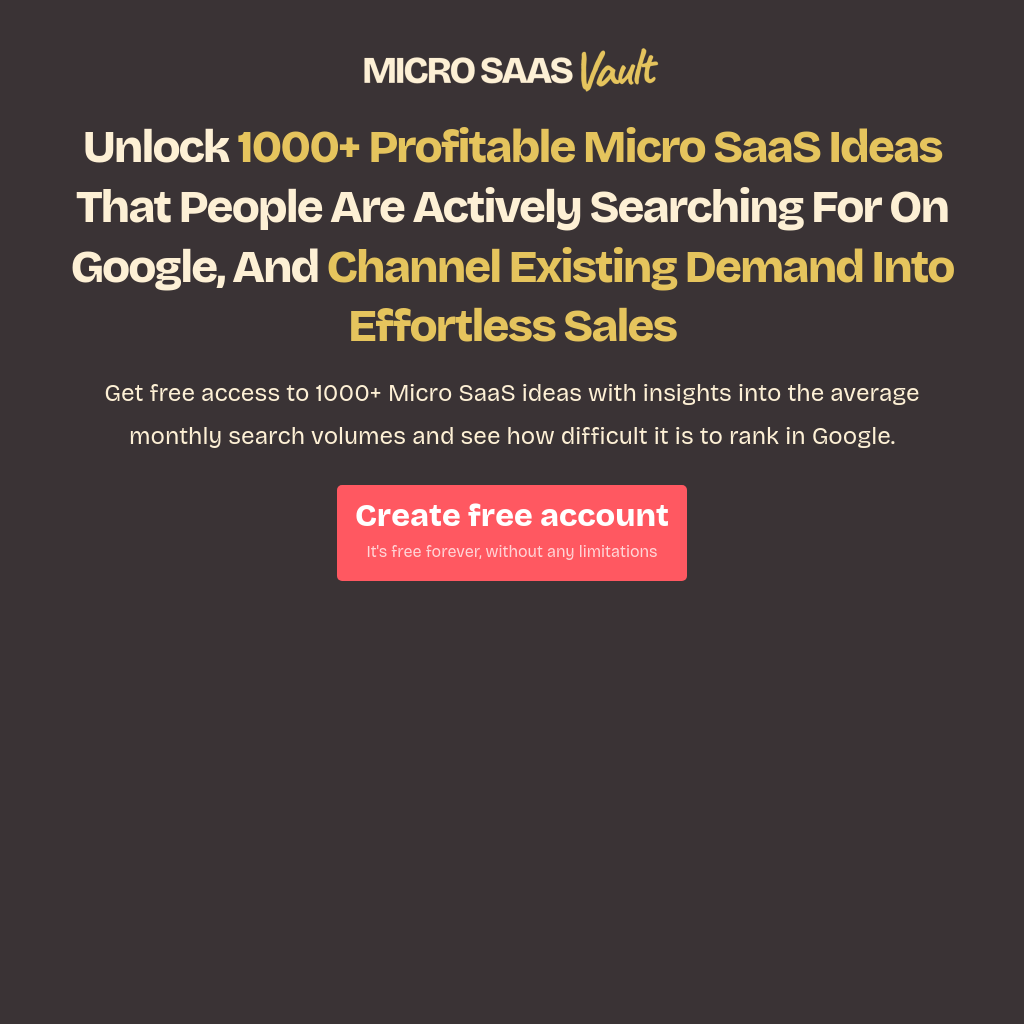 MICRO SAAS Vault
Unlock 1000+ Profitable Micro SaaS Ideas
That People Are Actively Searching For On
Google, And Channel Existing Demand Into
Effortless Sales
Get free access to 1000+ Micro SaaS ideas with insights into the average
monthly search volumes and see how difficult it is to rank in Google.
Create free account
It's free forever, without any limitations